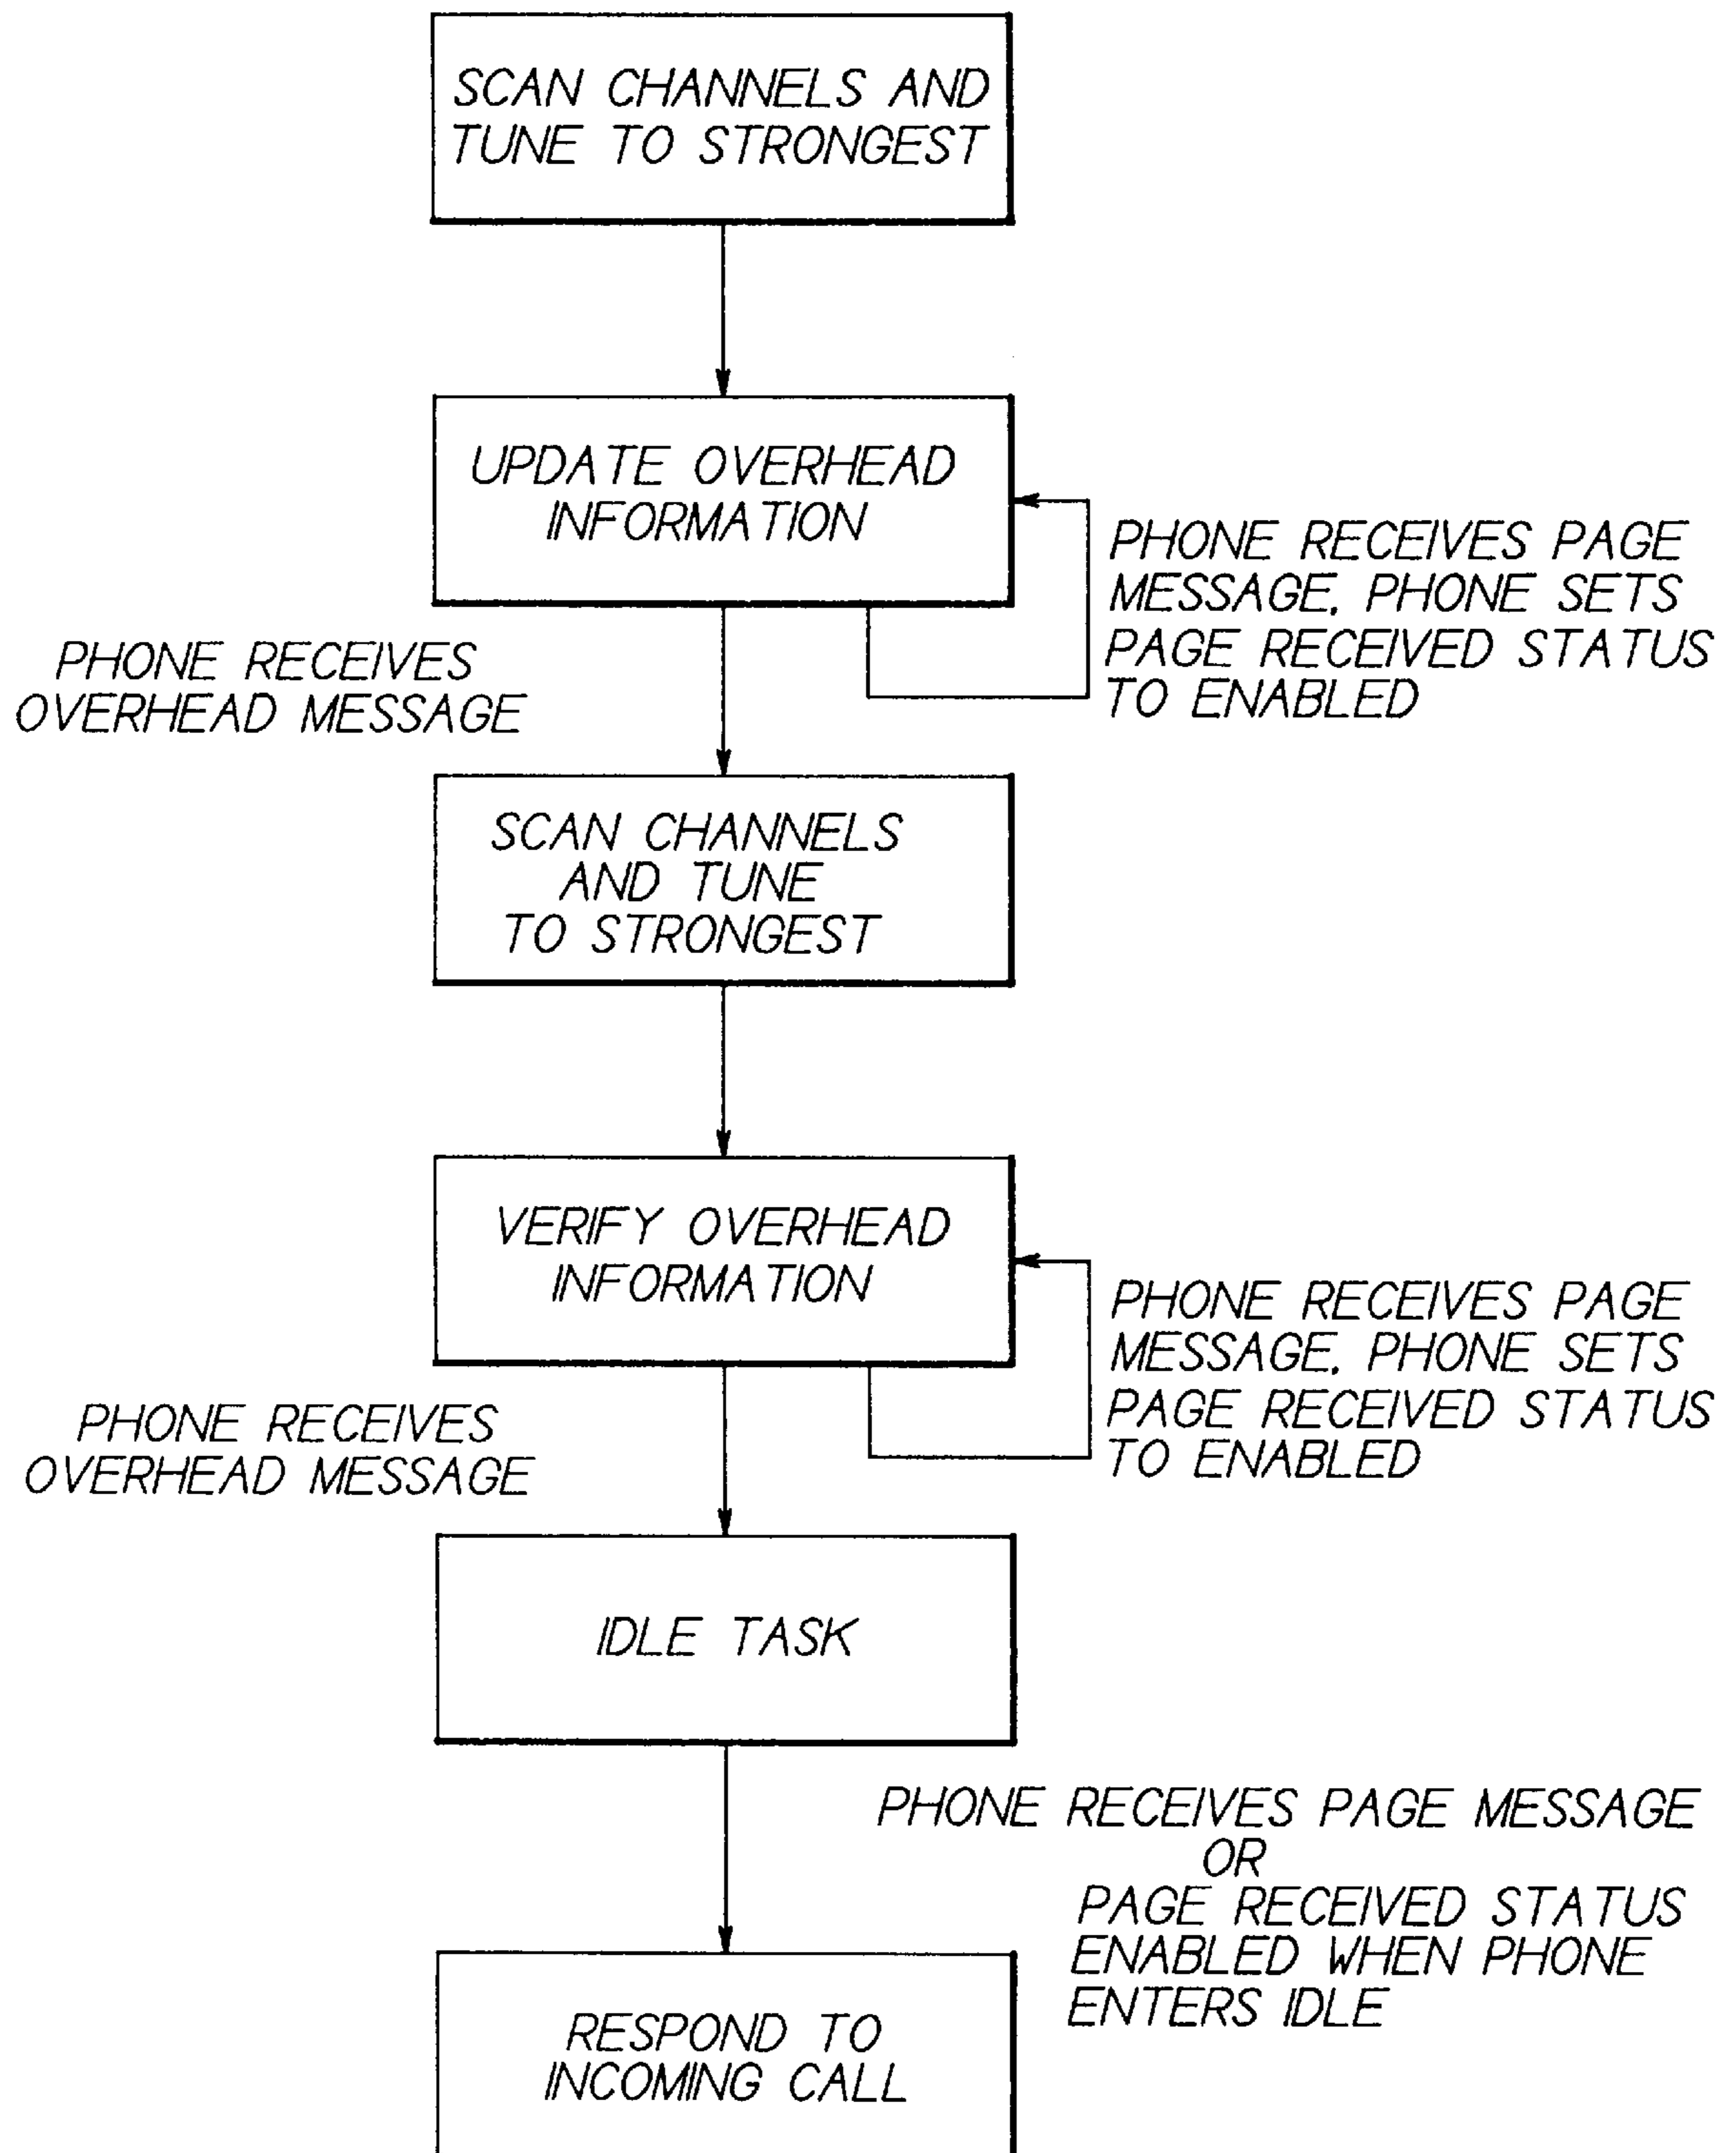 SCAN CHANNELS AND
TUNE TO STRONGEST
UPDATE OVERHEAD
INFORMATION
PHONE RECEIVES PAGE
MESSAGE, PHONE SETS
PAGE RECEIVED STATUS
TO ENABLED
PHONE RECEIVES
OVERHEAD MESSAGE
SCAN CHANNELS
AND TUNE
TO STRONGEST
VERIFY OVERHEAD
INFORMATION
PHONE RECEIVES PAGE
MESSAGE, PHONE SETS
PAGE RECEIVED STATUS
TO ENABLED
PHONE RECEIVES
OVERHEAD MESSAGE
IDLE TASK
PHONE RECEIVES PAGE MESSAGE
OR
PAGE RECEIVED STATUS
ENABLED WHEN PHONE
ENTERS IDLE
RESPOND TO
INCOMING CALL